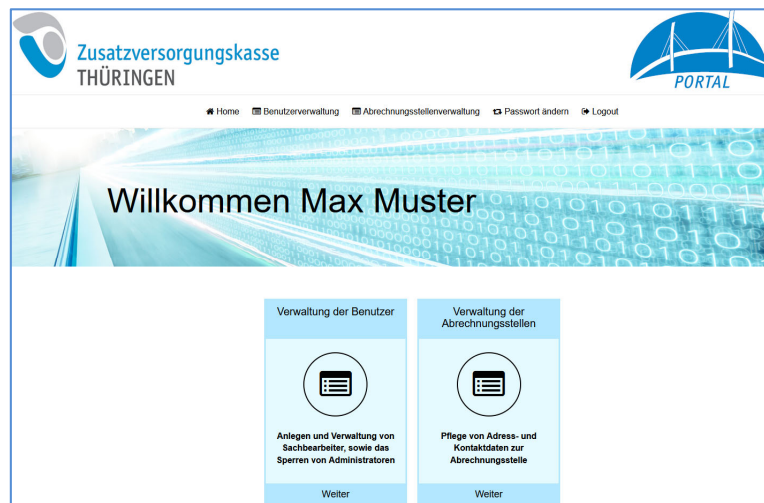 Zusatzversorgungskasse
THÜRINGEN
PORTAL
Home Benutzerverwaltung Abrechnungsstellenverwaltung Passwort ändern Logout
Willkommen Max Muster
Verwaltung der Benutzer
Anlegen und Verwaltung von
Sachbearbeiter, sowie das
Sperren von Administratoren
Weiter
Verwaltung der
Abrechnungsstellen
Pflege von Adress- und
Kontaktdaten zur
Abrechnungsstelle
Weiter